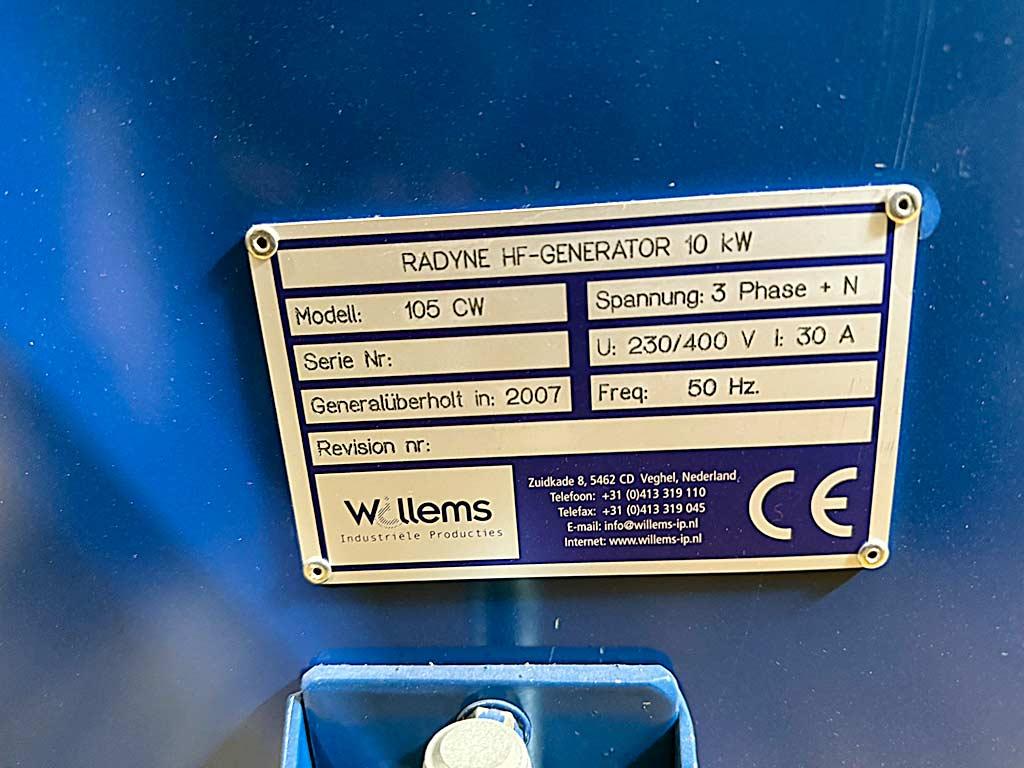 RADYNE HF-GENERATOR 10 kW
Modell: 105 CW
Spannung: 3 Phase + N
Serie Nr:
U: 230/400 V I: 30 A
Generalüberholt in: 2007
Freq: 50 Hz.
Revision nr:
Willems
Industriële Producties
Zuidkade 8, 5462 CD Veghel, Nederland
Telefoon: +31 (0)413 319 110
Telefax: +31 (0)413 319 045
E-mail: info@willems-ip.nl
Internet: www.willems-ip.nl
CE